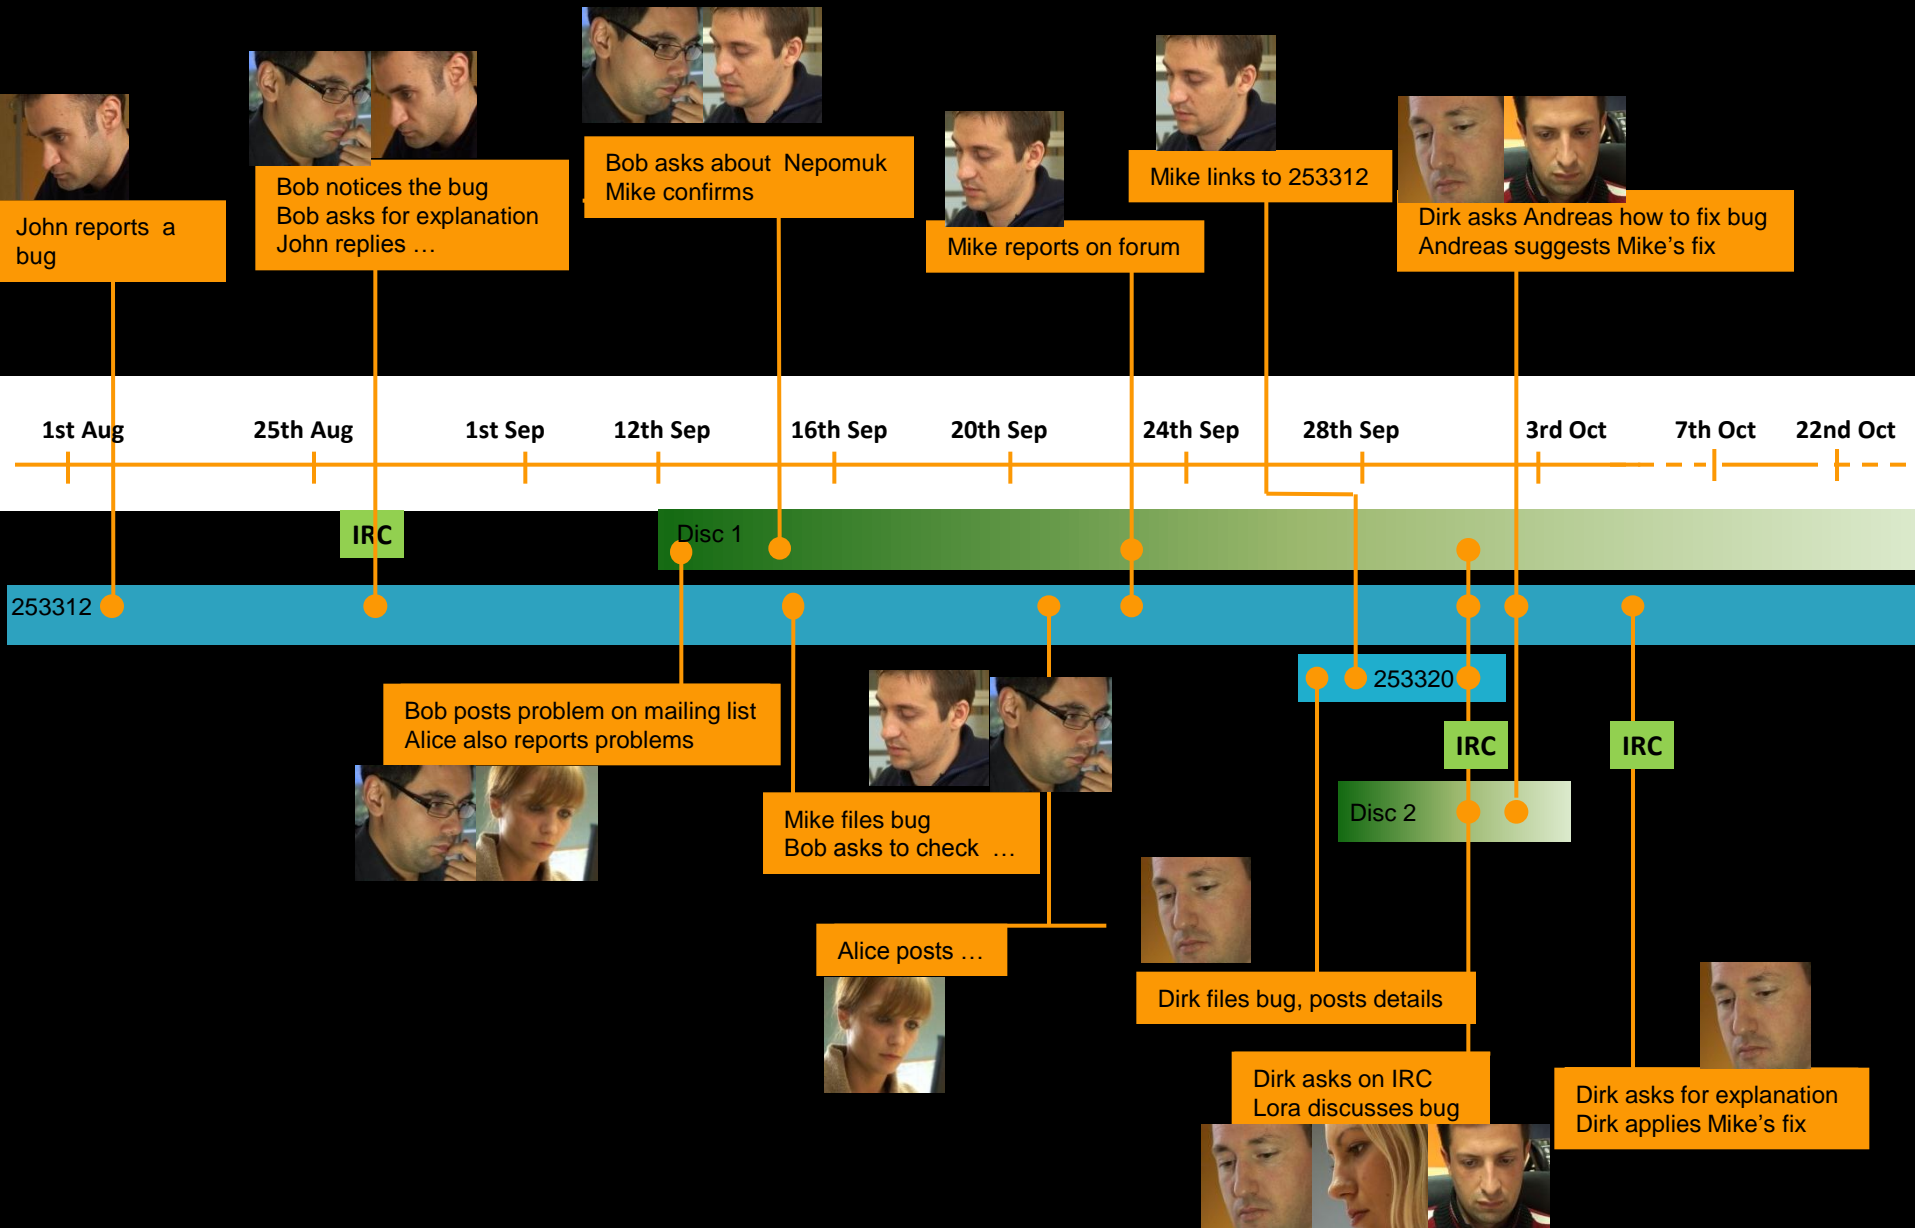 Bob asks about  Nepomuk
Mike confirms
Mike links to 253312
Bob notices the bug
Bob asks for explanation
John replies …
John reports  a
bug
Mike reports on forum
Dirk asks Andreas how to fix bug
Andreas suggests Mike’s fix
1st Aug
25th Aug
1st Sep
12th Sep
16th Sep
20th Sep
24th Sep
28th Sep
3rd Oct
7th Oct
22nd Oct
IRC
Disc 1
253312
253320
Bob posts problem on mailing list
Alice also reports problems
IRC
IRC
Disc 2
Mike files bug
Bob asks to check  …
Alice posts …
Dirk files bug, posts details
Dirk asks on IRC
Lora discusses bug
Dirk asks for explanation
Dirk applies Mike’s fix